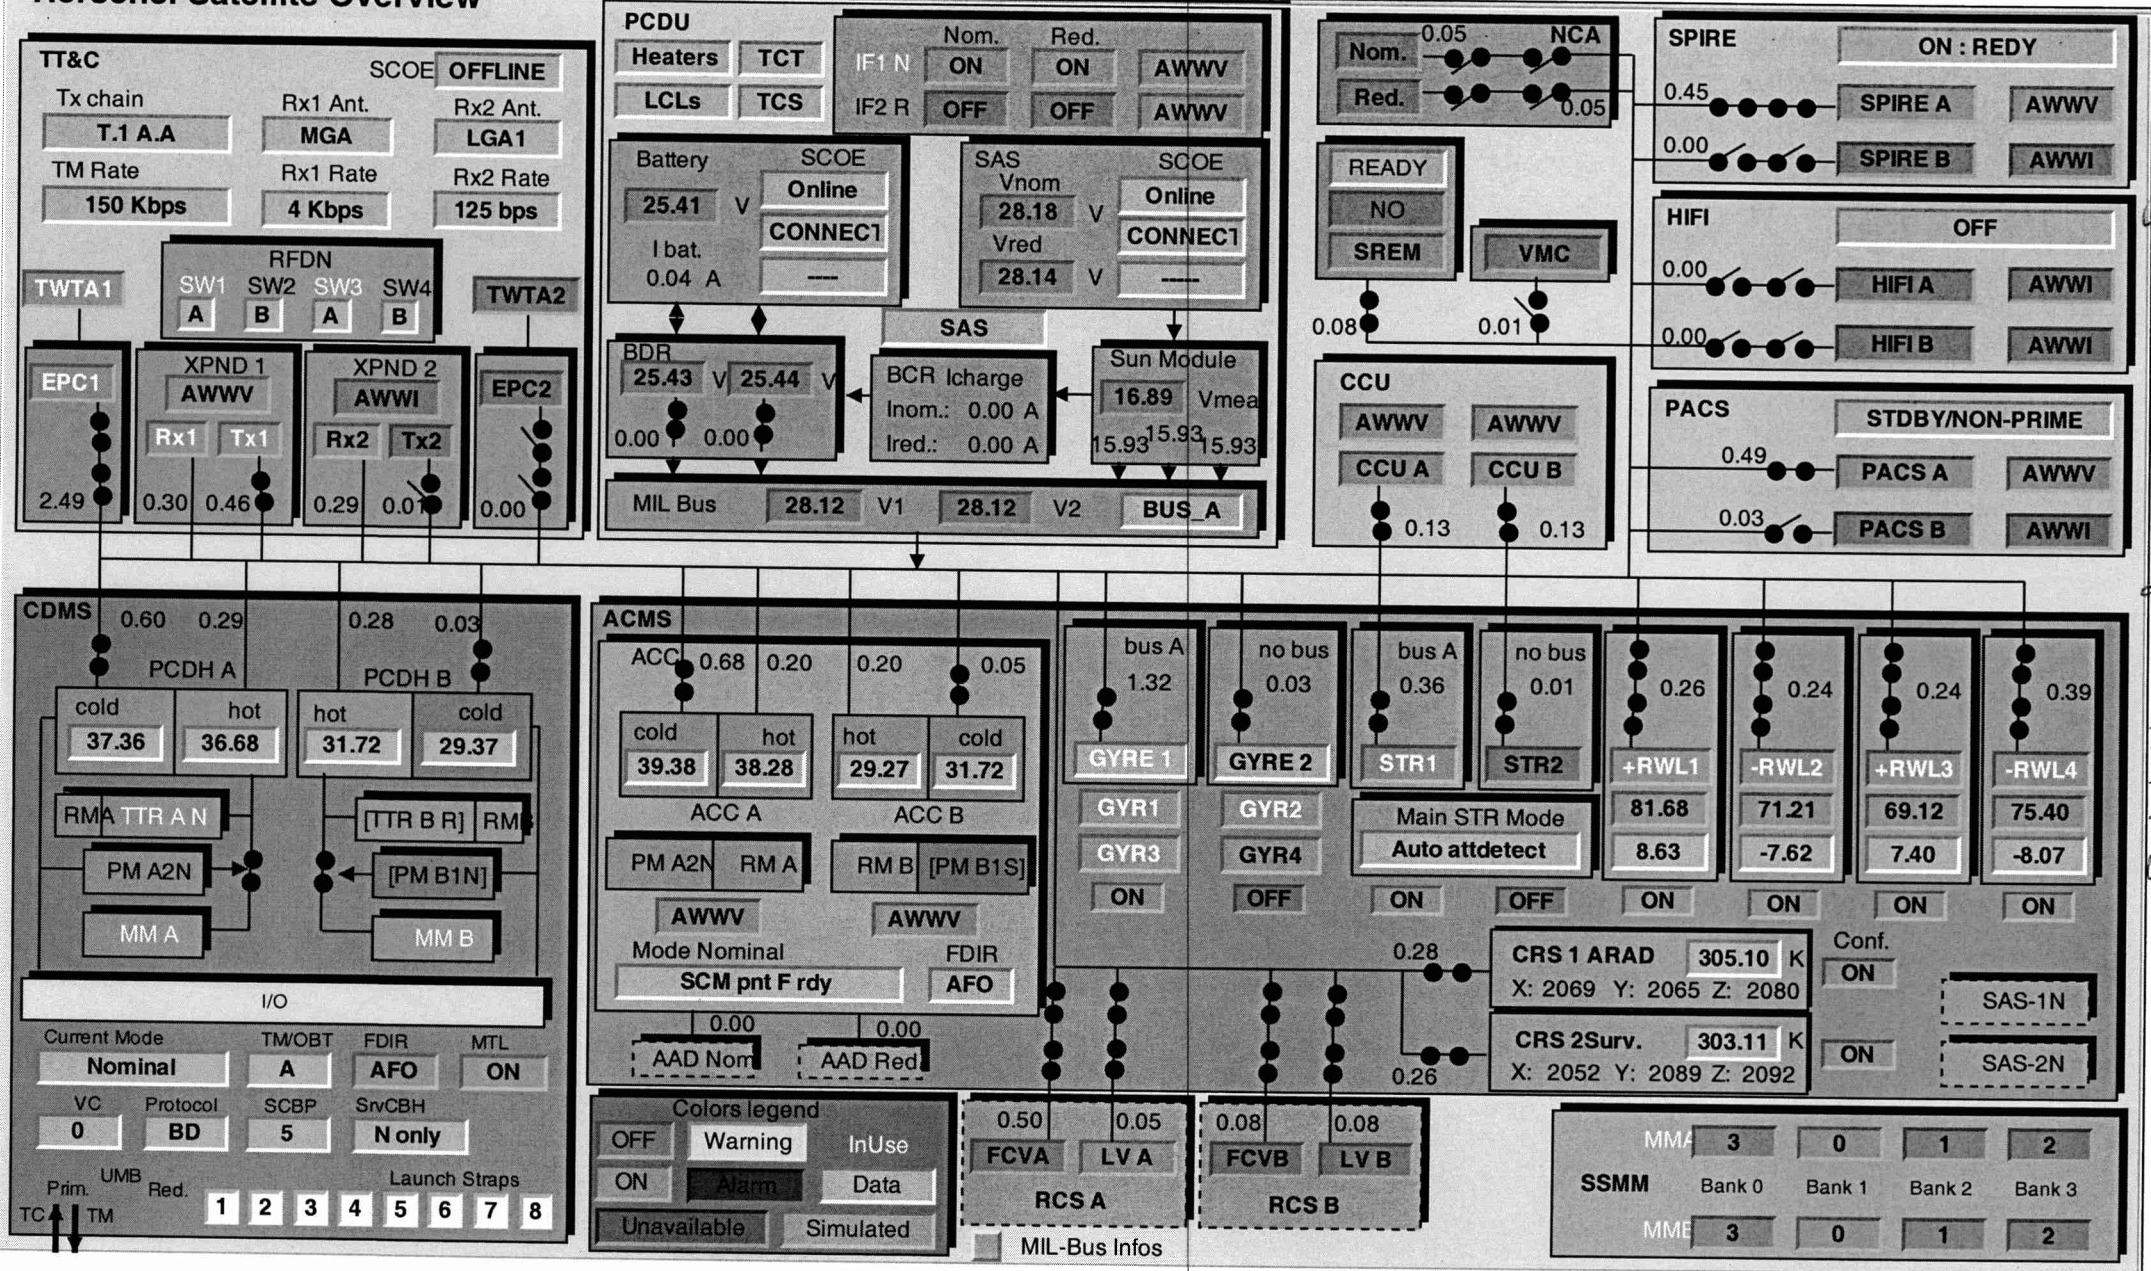 Herschel Satellite Overview
TT&C
SCOE OFFLINE
Tx chain Rx1 Ant. Rx2 Ant.
T.1 A.A MGA LGA1
TM Rate Rx1 Rate Rx2 Rate
150 Kbps 4 Kbps 125 bps
RFDN
TWTA1 SW1 SW2 SW3 SW4 TWTA2
A B A B
EPC1 XPND 1 XPND 2 EPC2
AWWV AWWI
Rx1 Tx1 Rx2 Tx2
2.49 0.30 0.46 0.29 0.01 0.00
PCDU
Heaters TCT
LCLs TCS
Nom. Red.
IF1 N ON ON AWWV
IF2 R OFF OFF AWWV
Battery SCOE
25.41 V Online
CONNECT
I bat.
0.04 A ----
SAS SCOE
Vnom Online
28.18 V
CONNECT
Vred
28.14 V -----
SAS
BDR
25.43 V 25.44 V
0.00 0.00
BCR Icharge
Inom.: 0.00 A
Ired.: 0.00 A
Sun Module
16.89 Vmea
15.93 15.93 15.93
MIL Bus 28.12 V1 28.12 V2 BUS_A
Nom. 0.05 NCA
Red. 0.05
READY
NO
SREM VMC
0.08 0.01
CCU
AWWV AWWV
CCU A CCU B
0.13 0.13
SPIRE ON : REDY
0.45 SPIRE A AWWV
0.00 SPIRE B AWWI
HIFI OFF
0.00 HIFI A AWWI
0.00 HIFI B AWWI
PACS STDBY/NON-PRIME
0.49 PACS A AWWV
0.03 PACS B AWWI
CDMS 0.60 0.29 0.28 0.03
PCDH A PCDH B
cold hot hot cold
37.36 36.68 31.72 29.37
RMA TTR A N [TTR B R] RMB
PM A2N [PM B1N]
MM A MM B
I/O
Current Mode TM/OBT FDIR MTL
Nominal A AFO ON
VC Protocol SCBP SrvCBH
0 BD 5 N only
UMB
Prim. Red. Launch Straps
TC TM 1 2 3 4 5 6 7 8
ACMS
ACC 0.68 0.20 0.20 0.05
cold hot hot cold
39.38 38.28 29.27 31.72
ACC A ACC B
PM A2N RM A RM B [PM B1S]
AWWV AWWV
Mode Nominal FDIR
SCM pnt F rdy AFO
0.00 0.00
AAD Nom AAD Red.
bus A no bus bus A no bus
1.32 0.03 0.36 0.01 0.26 0.24 0.24 0.39
GYRE 1 GYRE 2 STR1 STR2 +RWL1 -RWL2 +RWL3 -RWL4
GYR1 GYR2 Main STR Mode 81.68 71.21 69.12 75.40
GYR3 GYR4 Auto attdetect 8.63 -7.62 7.40 -8.07
ON OFF ON OFF ON ON ON ON
0.28 CRS 1 ARAD 305.10 K Conf.
X: 2069 Y: 2065 Z: 2080 ON
SAS-1N
0.26 CRS 2Surv. 303.11 K ON
X: 2052 Y: 2089 Z: 2092 SAS-2N
Colors legend
OFF Warning InUse
ON Alarm Data
Unavailable Simulated
0.50 0.05 0.08 0.08
FCVA LV A FCVB LV B
RCS A RCS B
MIL-Bus Infos
MMA 3 0 1 2
SSMM Bank 0 Bank 1 Bank 2 Bank 3
MME 3 0 1 2